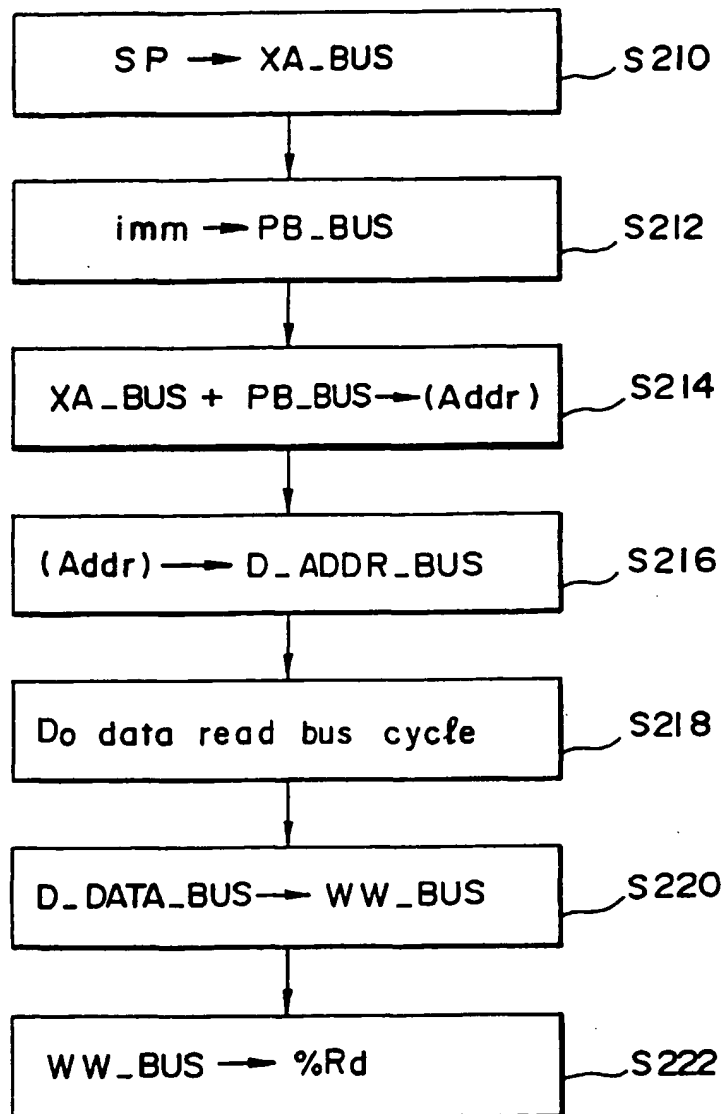 SP → XA_BUS S210
imm → PB_BUS S212
XA_BUS + PB_BUS → (Addr) S214
(Addr) → D_ADDR_BUS S216
Do data read bus cycle S218
D_DATA_BUS → WW_BUS S220
WW_BUS → %Rd S222